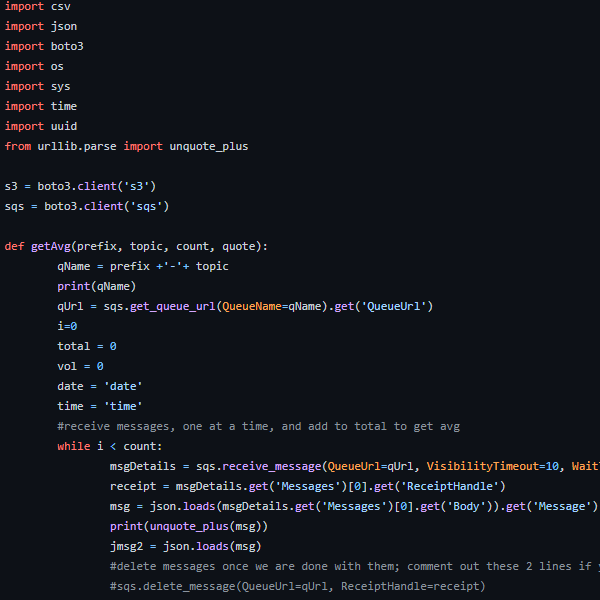 import csv
import json
import boto3
import os
import sys
import time
import uuid
from urllib.parse import unquote_plus
s3 = boto3.client('s3')
sqs = boto3.client('sqs')
def getAvg(prefix, topic, count, quote):
qName = prefix +'-'+ topic
print(qName)
qUrl = sqs.get_queue_url(QueueName=qName).get('QueueUrl')
i=0
total = 0
vol = 0
date = 'date'
time = 'time'
#receive messages, one at a time, and add to total to get avg
while i < count:
msgDetails = sqs.receive_message(QueueUrl=qUrl, VisibilityTimeout=10,
receipt = msgDetails.get('Messages')[0].get('ReceiptHandle')
msg = json.loads(msgDetails.get('Messages')[0].get('Body')).get('Message')
print(unquote_plus(msg))
jmsg2 = json.loads(msg)
#delete messages once we are done with them; comment out these 2 lines if
#sqs.delete_message(QueueUrl=qUrl, ReceiptHandle=receipt)